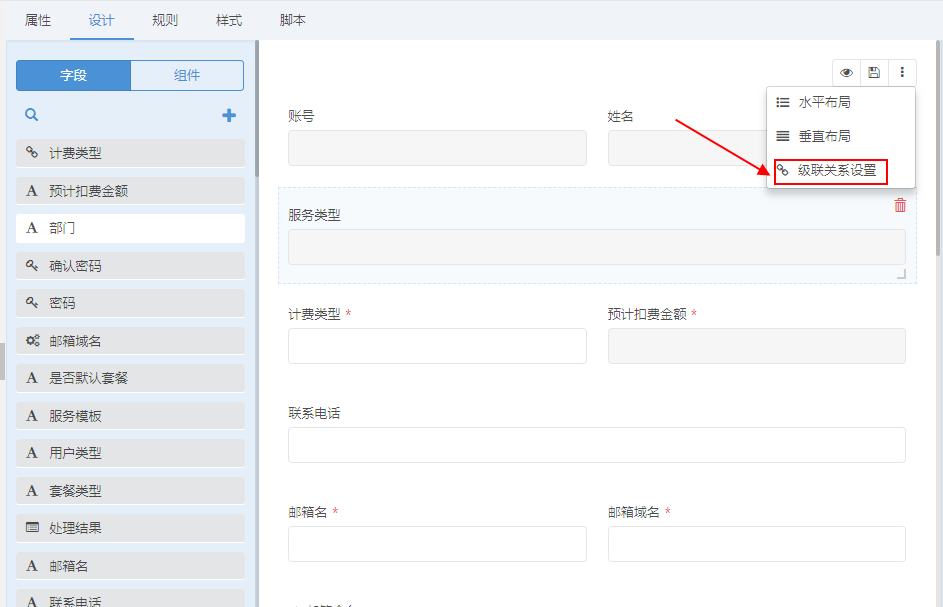 属性 设计 规则 样式 脚本
字段 组件
计费类型
预计扣费金额
部门
确认密码
密码
邮箱域名
是否默认套餐
服务模板
用户类型
套餐类型
处理结果
邮箱名
联系电话
水平布局
垂直布局
级联关系设置
账号 姓名
服务类型
计费类型 * 预计扣费金额 *
联系电话
邮箱名 * 邮箱域名 *